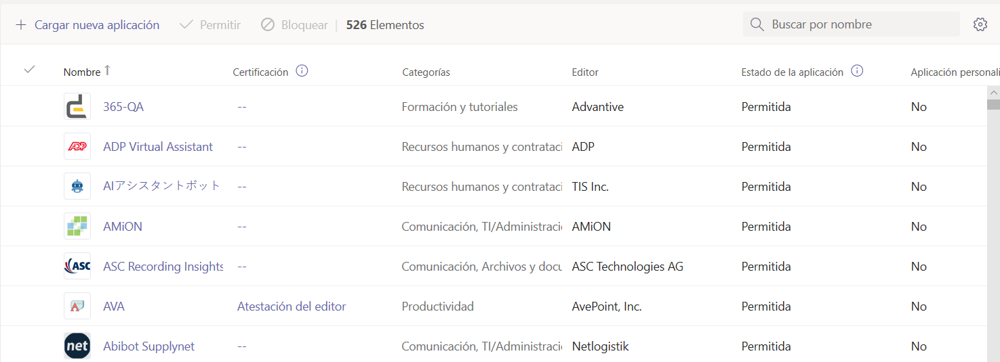 Cargar nueva aplicación Permitir Bloquear | 526 Elementos Buscar por nombre
Nombre ↑ Certificación Categorías Editor Estado de la aplicación Aplicación personali
365-QA -- Formación y tutoriales Advantive Permitida No
ADP ADP Virtual Assistant -- Recursos humanos y contrataci ADP Permitida No
AIアシスタントボット -- Recursos humanos y contrataci TIS Inc. Permitida No
AMiON -- Comunicación, TI/Administraci AMiON Permitida No
ASC ASC Recording Insights -- Comunicación, Archivos y docu ASC Technologies AG Permitida No
AVA Atestación del editor Productividad AvePoint, Inc. Permitida No
net Abibot Supplynet -- Comunicación, TI/Administraci Netlogistik Permitida No